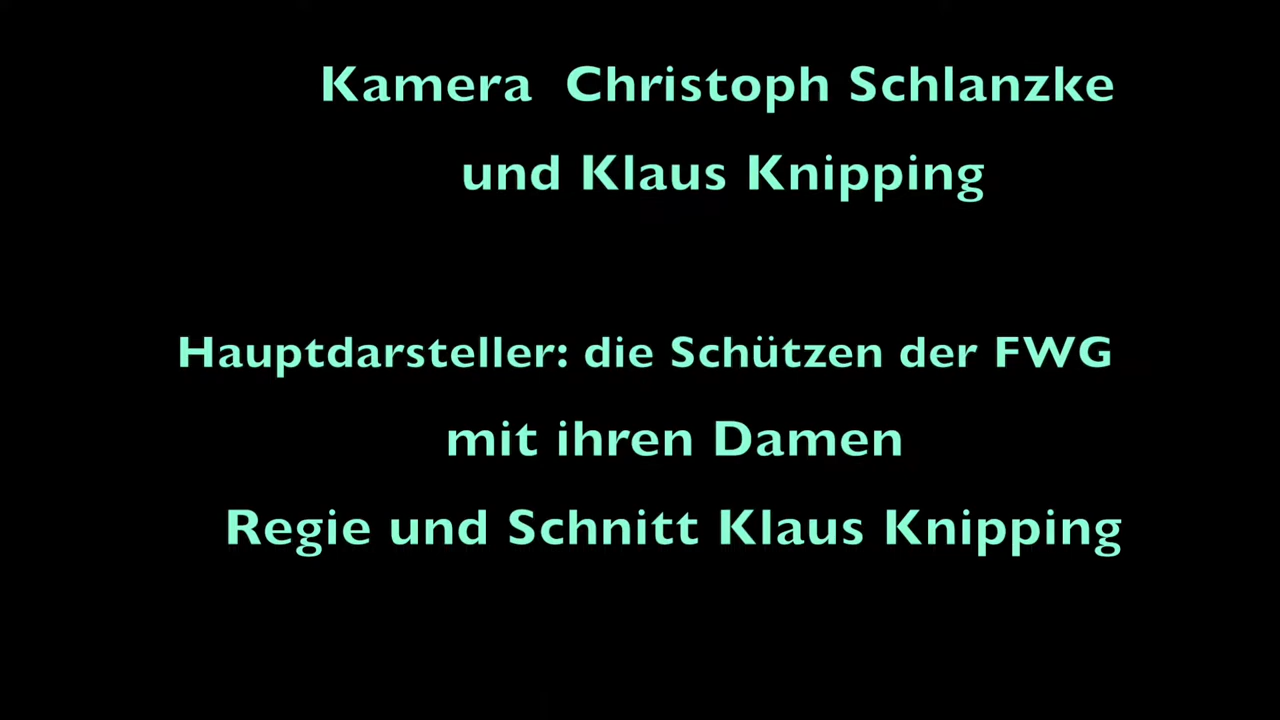 Kamera  Christoph Schlanzke
und Klaus Knipping
Hauptdarsteller: die Schützen der FWG
mit ihren Damen
Regie und Schnitt Klaus Knipping